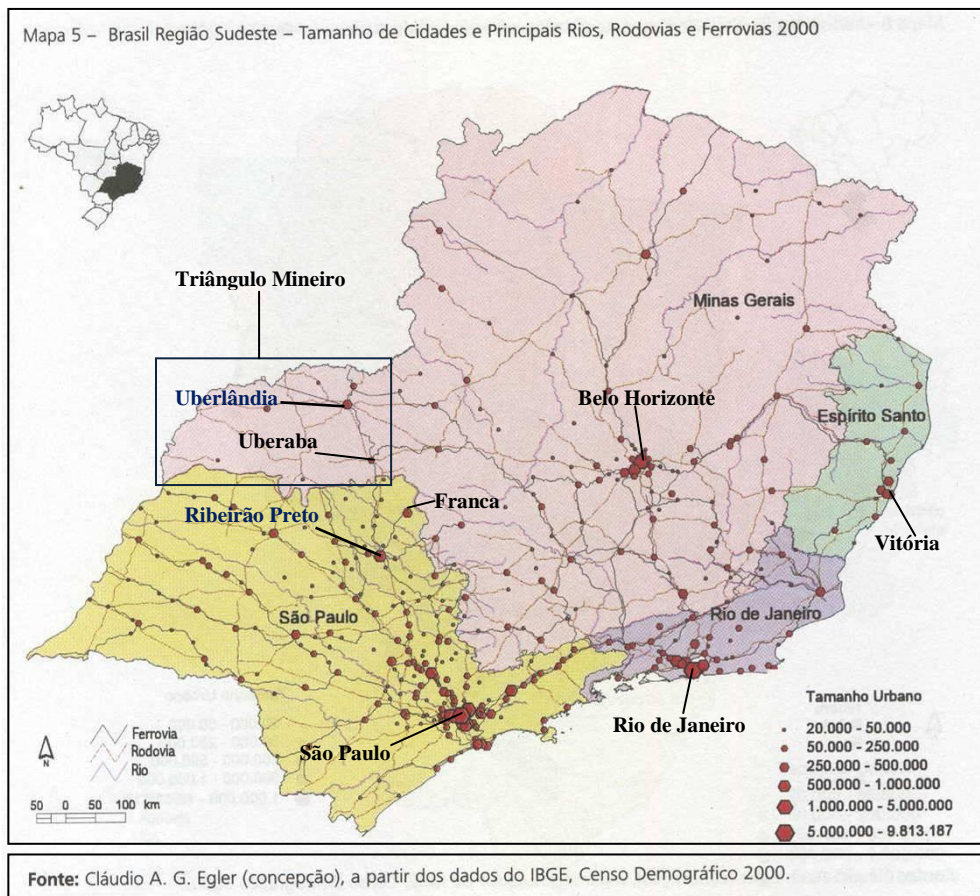 Mapa 5 – Brasil Região Sudeste – Tamanho de Cidades e Principais Rios, Rodovias e Ferrovias 2000
Triângulo Mineiro
Minas Gerais
Uberlândia
Belo Horizonte
Espírito Santo
Uberaba
Franca
Ribeirão Preto
Vitória
São Paulo
Rio de Janeiro
Tamanho Urbano
20.000 - 50.000
50.000 - 250.000
250.000 - 500.000
500.000 - 1.000.000
1.000.000 - 5.000.000
5.000.000 - 9.813.187
Rio de Janeiro
São Paulo
Ferrovia
Rodovia
Rio
N
N
50 0 50 100 km
Fonte: Cláudio A. G. Egler (concepção), a partir dos dados do IBGE, Censo Demográfico 2000.